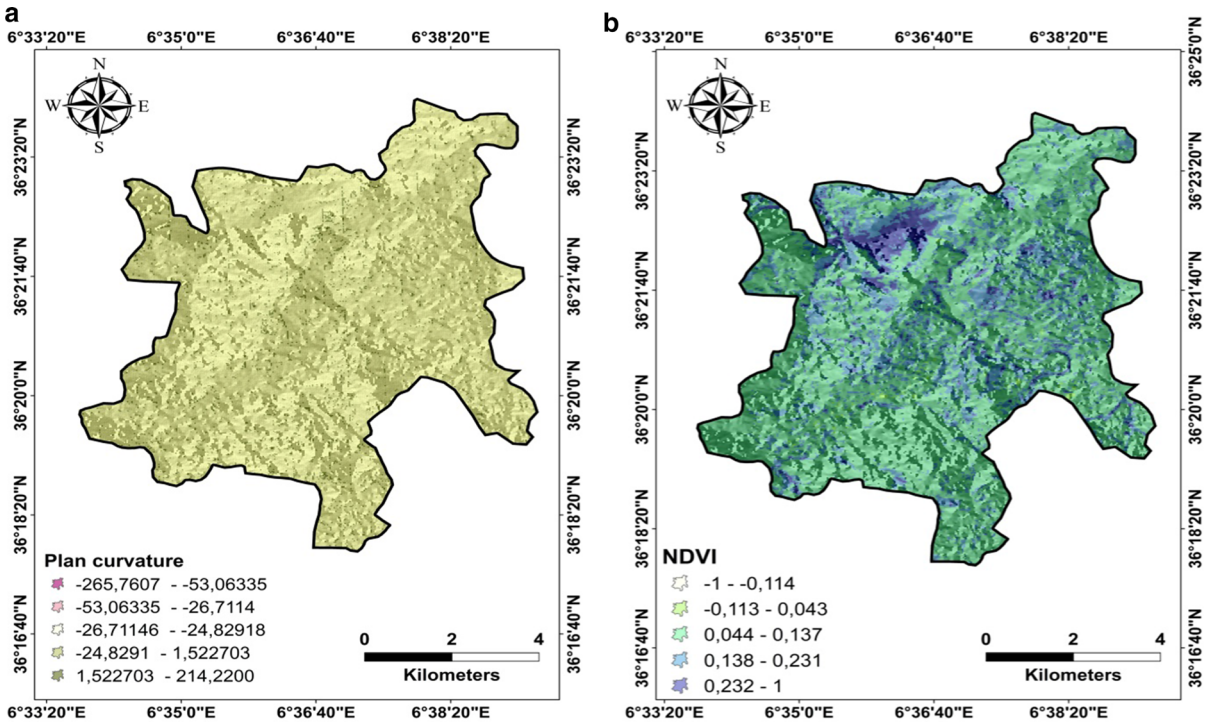 a
6°33'20"E 6°35'0"E 6°36'40"E 6°38'20"E
N
W E
S
36°23'20"N
36°21'40"N
36°20'0"N
36°18'20"N
36°16'40"N
Plan curvature
-265,7607 - -53,06335
-53,06335 - -26,7114
-26,71146 - -24,82918
-24,8291 - 1,522703
1,522703 - 214,2200
0 2 4
Kilometers
36°23'20"N
36°21'40"N
36°20'0"N
36°18'20"N
36°16'40"N
6°33'20"E 6°35'0"E 6°36'40"E 6°38'20"E
b
6°33'20"E 6°35'0"E 6°36'40"E 6°38'20"E
N
W E
S
36°23'20"N
36°21'40"N
36°20'0"N
36°18'20"N
36°16'40"N
NDVI
-1 - -0,114
-0,113 - 0,043
0,044 - 0,137
0,138 - 0,231
0,232 - 1
0 2 4
Kilometers
36°25'0"N
36°23'20"N
36°21'40"N
36°20'0"N
36°18'20"N
36°16'40"N
6°33'20"E 6°35'0"E 6°36'40"E 6°38'20"E